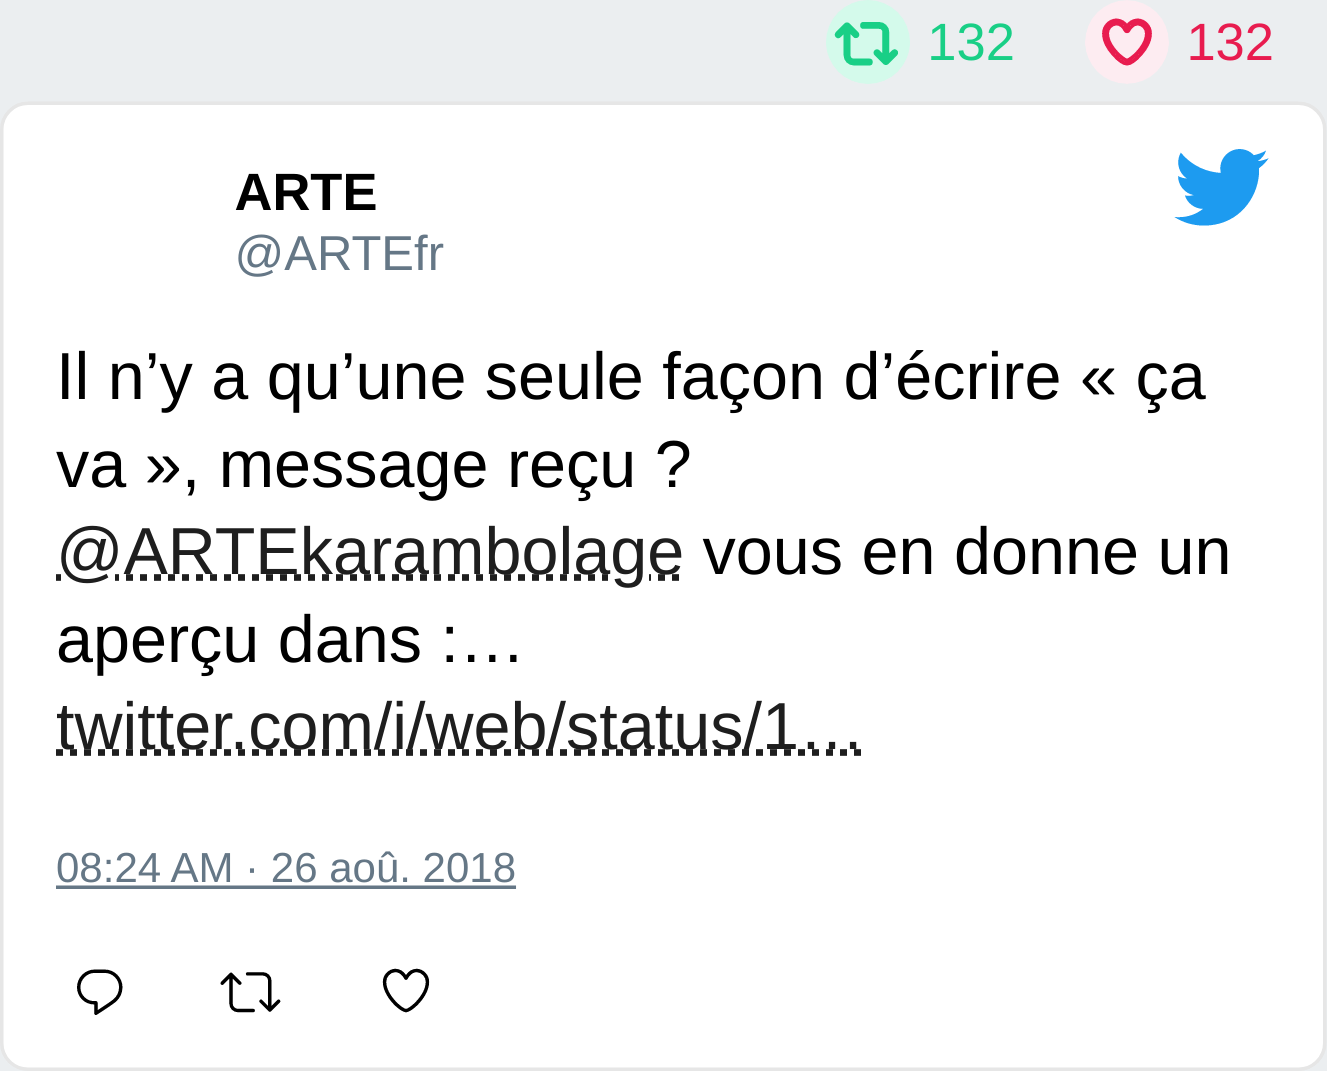 132 132
ARTE
@ARTEfr
Il n’y a qu’une seule façon d’écrire « ça
va », message reçu ?
@ARTEkarambolage vous en donne un
aperçu dans :…
twitter.com/i/web/status/1…
08:24 AM · 26 aoû. 2018